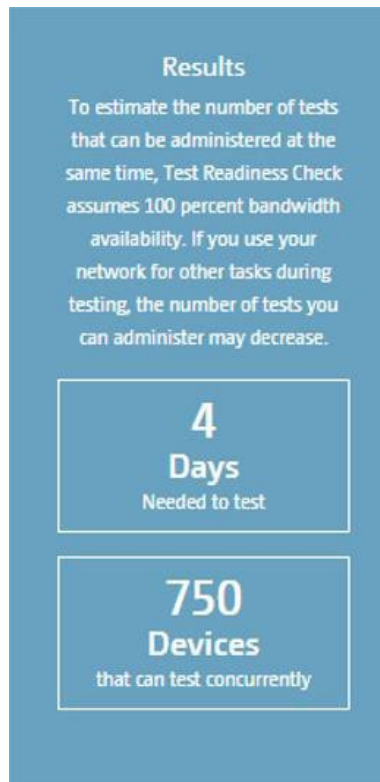 Results
To estimate the number of tests
that can be administered at the
same time, Test Readiness Check
assumes 100 percent bandwidth
availability. If you use your
network for other tasks during
testing, the number of tests you
can administer may decrease.
4
Days
Needed to test
750
Devices
that can test concurrently